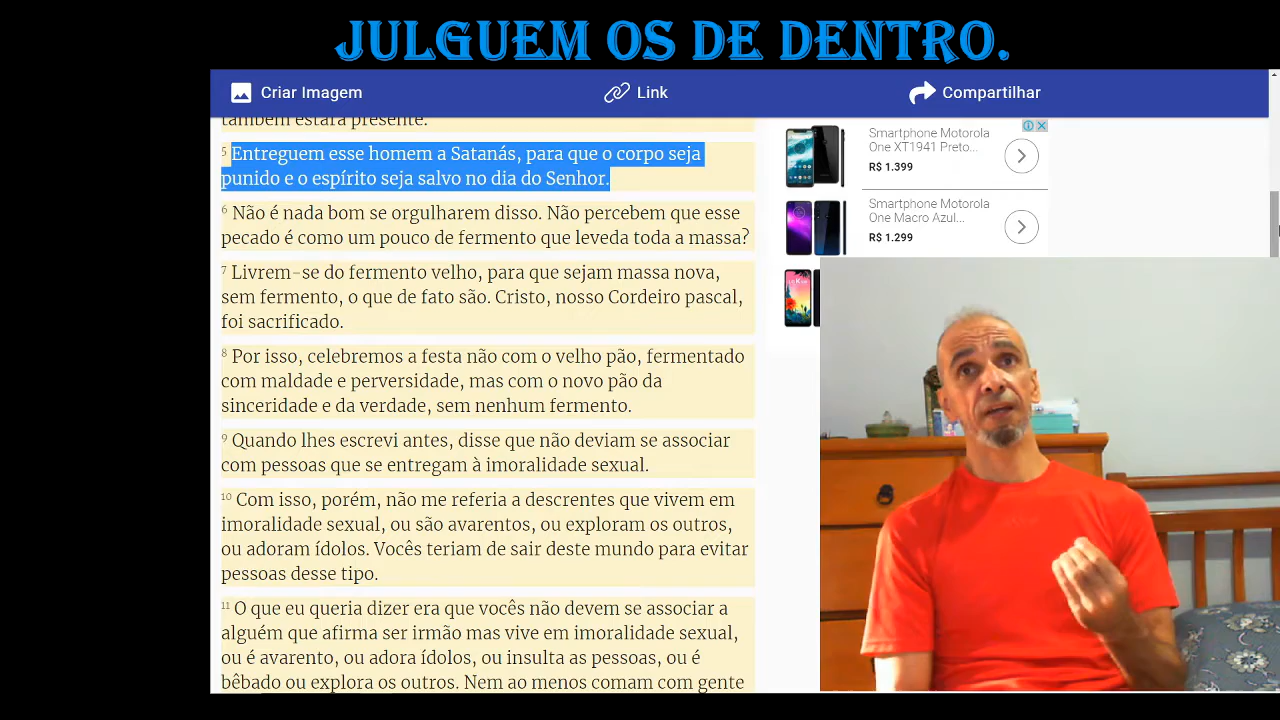 JULGUEM OS DE DENTRO.
Criar Imagem
Link
Compartilhar
também estará presente.
5 Entreguem esse homem a Satanás, para que o corpo seja
punido e o espírito seja salvo no dia do Senhor.
6 Não é nada bom se orgulharem disso. Não percebem que esse
pecado é como um pouco de fermento que leveda toda a massa?
7 Livrem-se do fermento velho, para que sejam massa nova,
sem fermento, o que de fato são. Cristo, nosso Cordeiro pascal,
foi sacrificado.
8 Por isso, celebremos a festa não com o velho pão, fermentado
com maldade e perversidade, mas com o novo pão da
sinceridade e da verdade, sem nenhum fermento.
9 Quando lhes escrevi antes, disse que não deviam se associar
com pessoas que se entregam à imoralidade sexual.
10 Com isso, porém, não me referia a descrentes que vivem em
imoralidade sexual, ou são avarentos, ou exploram os outros,
ou adoram ídolos. Vocês teriam de sair deste mundo para evitar
pessoas desse tipo.
11 O que eu queria dizer era que vocês não devem se associar a
alguém que afirma ser irmão mas vive em imoralidade sexual,
ou é avarento, ou adora ídolos, ou insulta as pessoas, ou é
bêbado ou explora os outros. Nem ao menos comam com gente
Smartphone Motorola
One XT1941 Preto...
R$ 1.399
Smartphone Motorola
One Macro Azul...
R$ 1.299